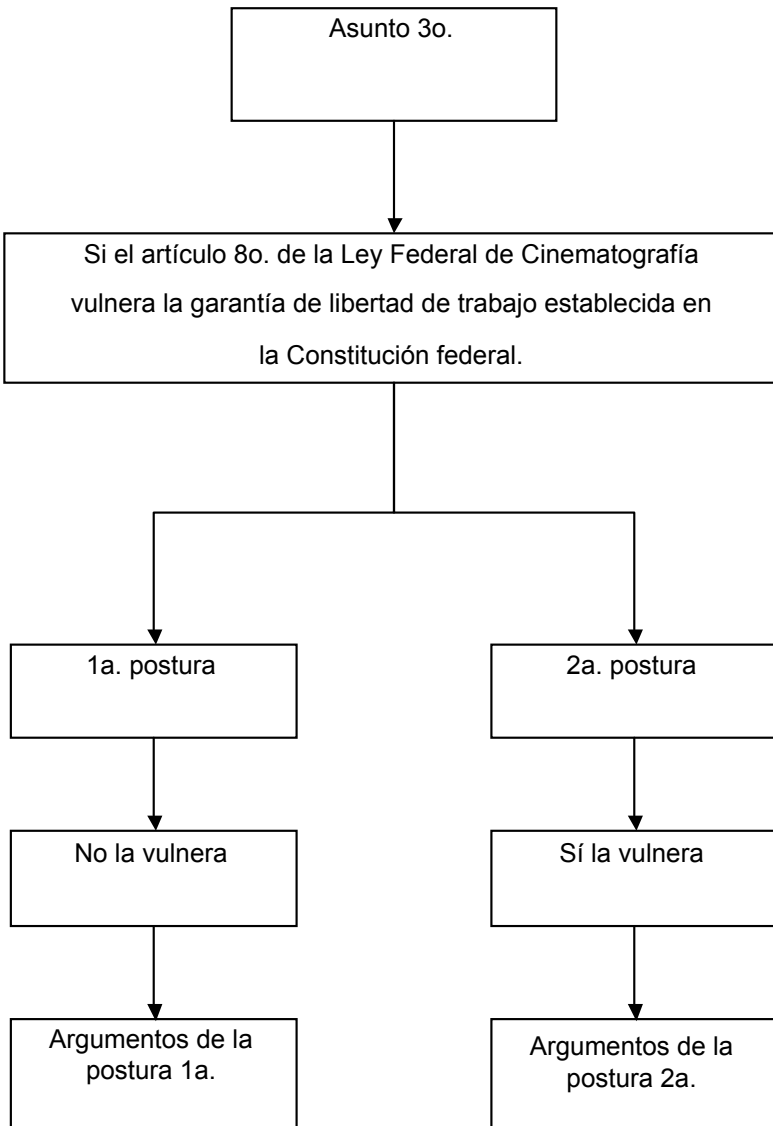 Asunto 3o.
Si el artículo 8o. de la Ley Federal de Cinematografía
vulnera la garantía de libertad de trabajo establecida en
la Constitución federal.
1a. postura
2a. postura
No la vulnera
Sí la vulnera
Argumentos de la
postura 1a.
Argumentos de la
postura 2a.